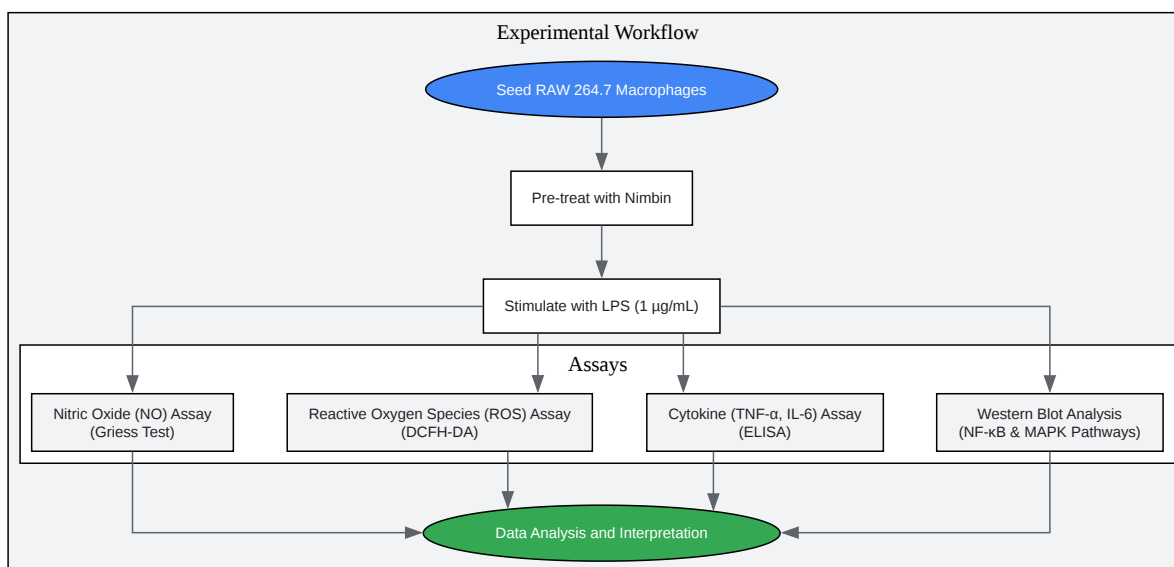 Experimental Workflow
Seed RAW 264.7 Macrophages
Pre-treat with Nimbin
Stimulate with LPS (1 µg/mL)
Assays
Nitric Oxide (NO) Assay
(Griess Test)
Reactive Oxygen Species (ROS) Assay
(DCFH-DA)
Cytokine (TNF-α, IL-6) Assay
(ELISA)
Western Blot Analysis
(NF-κB & MAPK Pathways)
Data Analysis and Interpretation